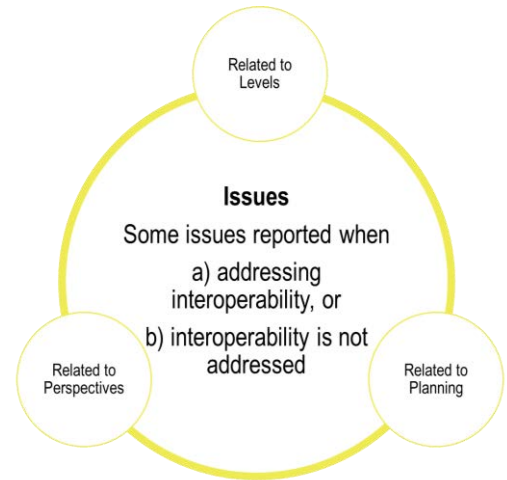 Related to
Levels
Issues
Some issues reported when
a) addressing
interoperability, or
b) interoperability is not
addressed
Related to
Perspectives
Related to
Planning